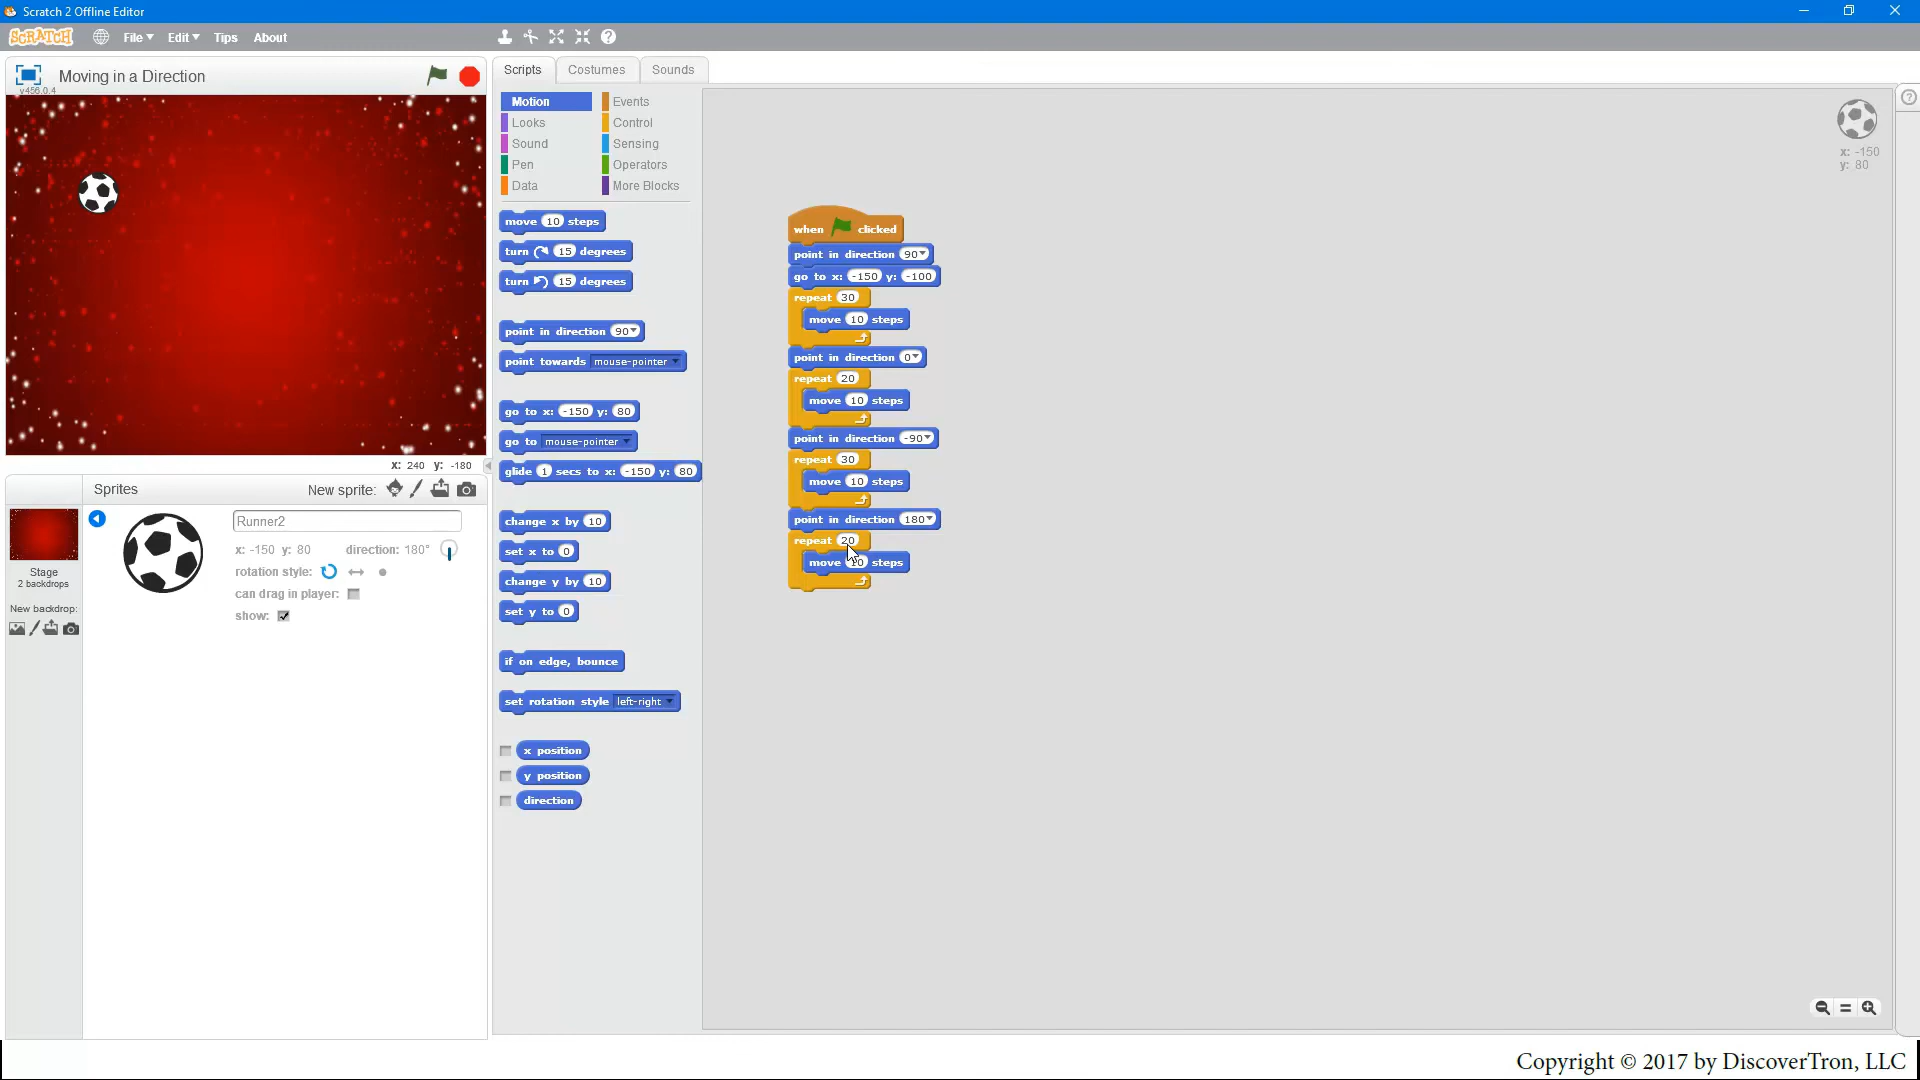 Scratch 2 Offline Editor
SCRATCH File Edit Tips About
Moving in a Direction
v456.0.4
Scripts Costumes Sounds
Motion Events
Looks Control
Sound Sensing
Pen Operators
Data More Blocks
move 10 steps
turn 15 degrees
turn 15 degrees
point in direction 90
point towards mouse-pointer
go to x: -150 y: 80
go to mouse-pointer
glide 1 secs to x: -150 y: 80
change x by 10
set x to 0
change y by 10
set y to 0
if on edge, bounce
set rotation style left-right
x position
y position
direction
when clicked
point in direction 90
go to x: -150 y: -100
repeat 30
move 10 steps
point in direction 0
repeat 20
move 10 steps
point in direction -90
repeat 30
move 10 steps
point in direction 180
repeat 20
move 10 steps
x: -150
y: 80
x: 240 y: -180
Sprites New sprite:
Runner2
x: -150 y: 80 direction: 180°
rotation style:
can drag in player:
show:
Stage
2 backdrops
New backdrop:
Copyright © 2017 by DiscoverTron, LLC